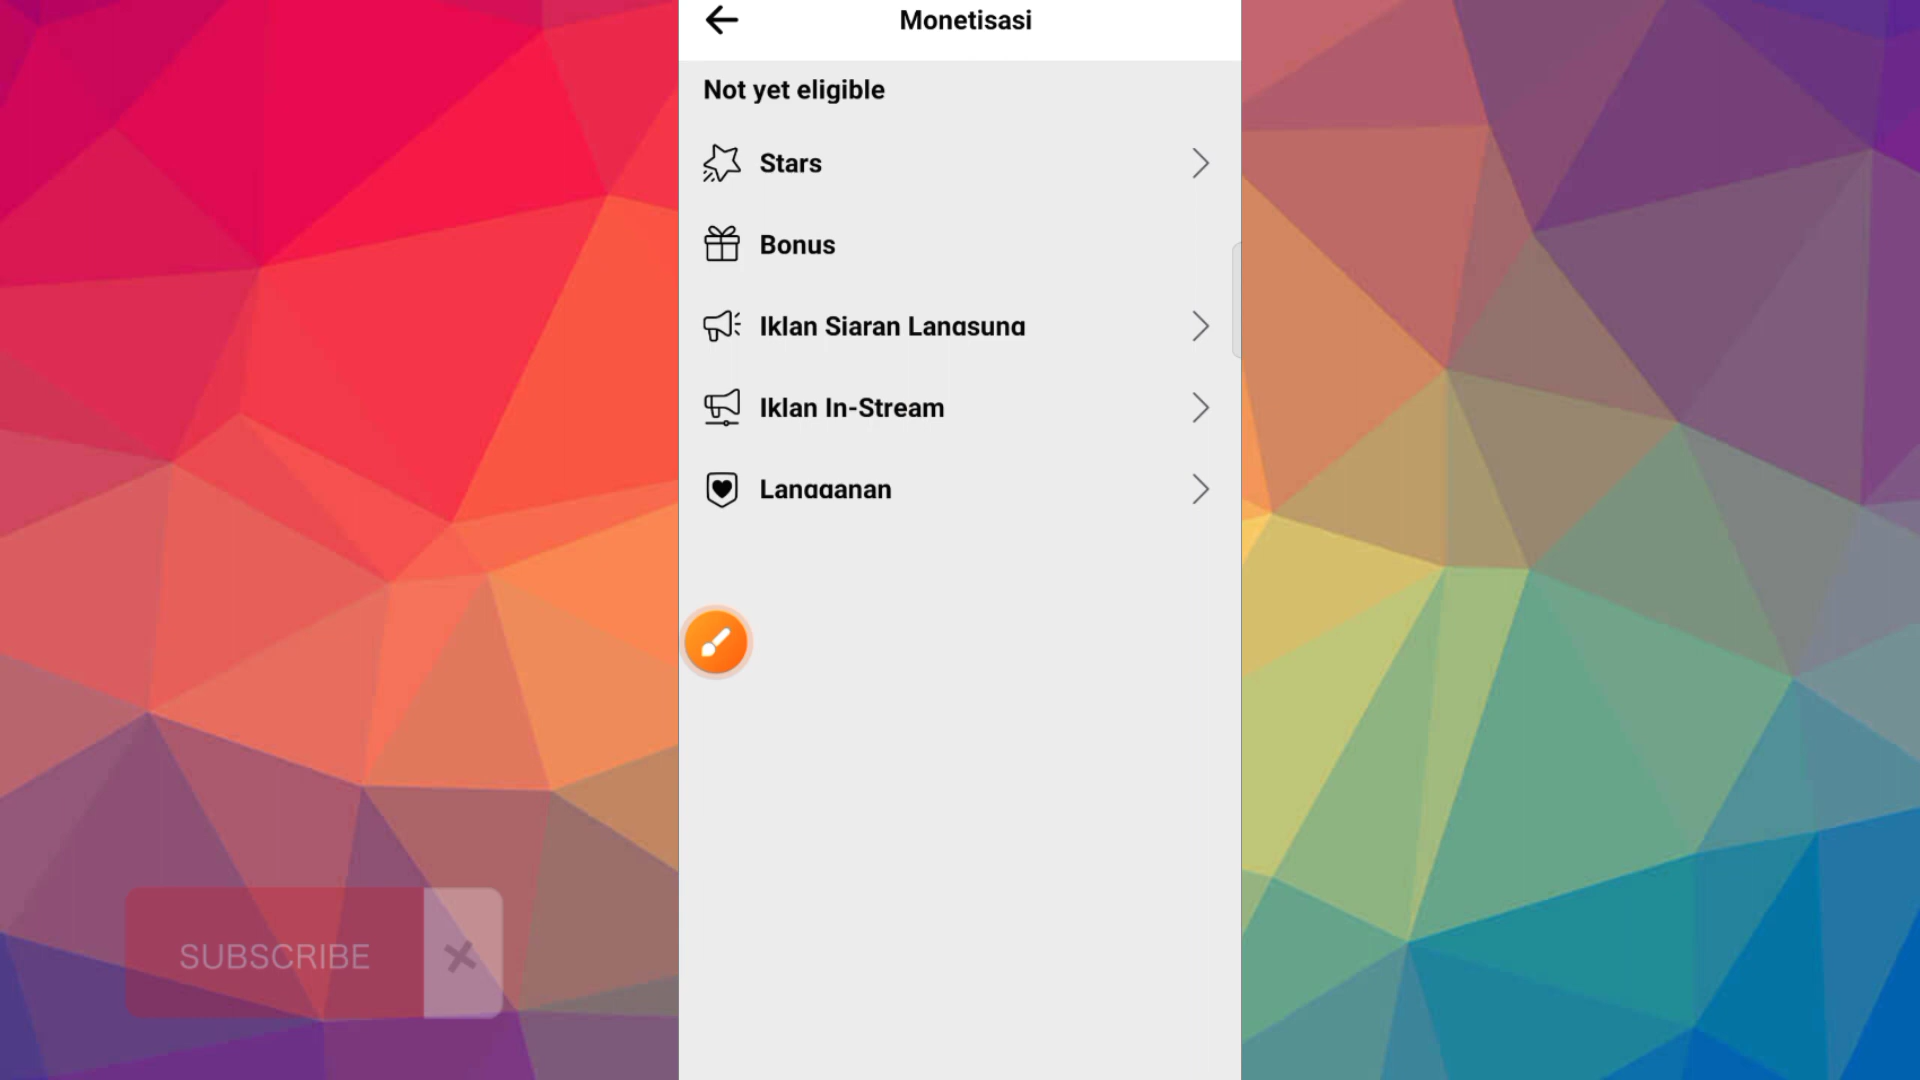 Monetisasi
Not yet eligible
Stars
Bonus
Iklan Siaran Langsung
Iklan In-Stream
Langganan
SUBSCRIBE